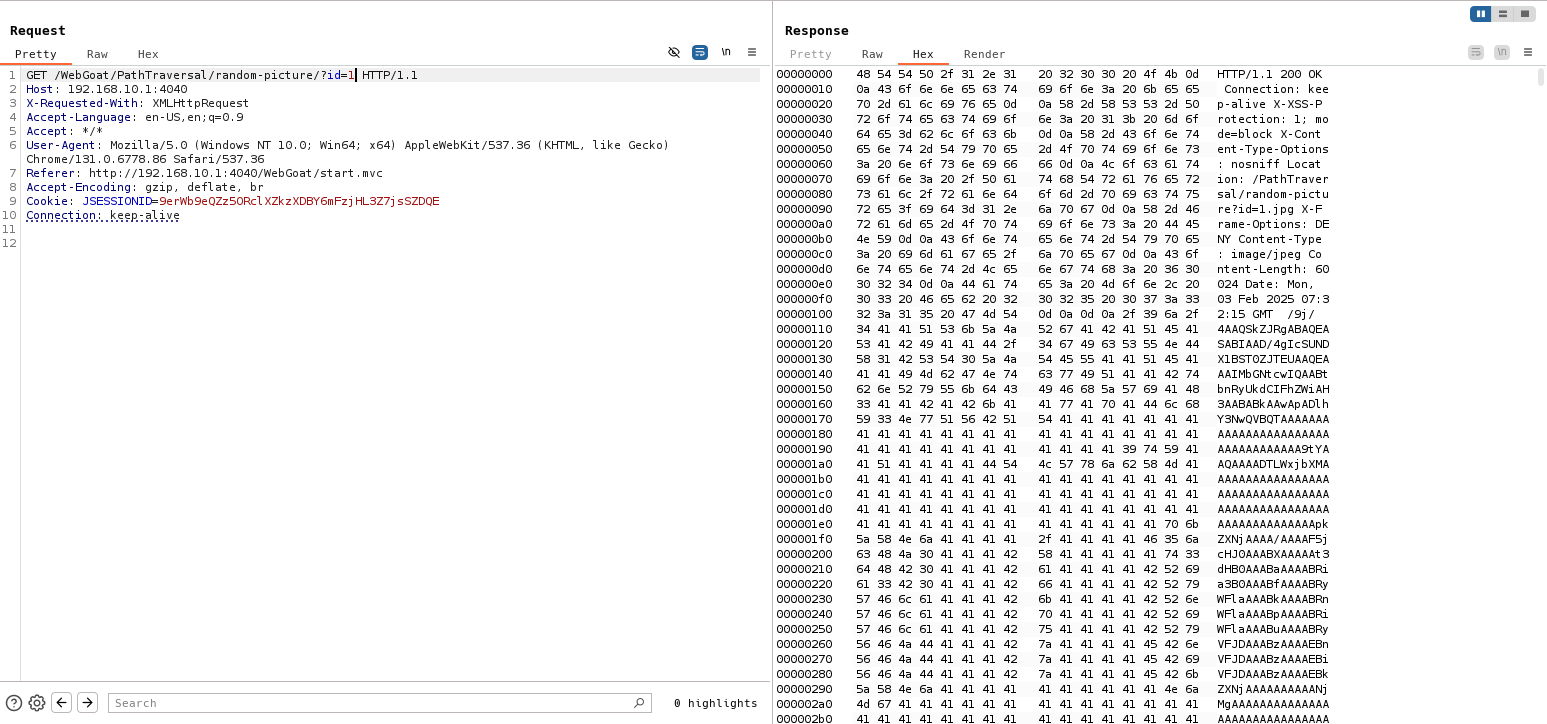 Request
Pretty Raw Hex
\n
1 GET /WebGoat/PathTraversal/random-picture/?id=1 HTTP/1.1
2 Host: 192.168.10.1:4040
3 X-Requested-With: XMLHttpRequest
4 Accept-Language: en-US,en;q=0.9
5 Accept: */*
6 User-Agent: Mozilla/5.0 (Windows NT 10.0; Win64; x64) AppleWebKit/537.36 (KHTML, like Gecko)
Chrome/131.0.6778.86 Safari/537.36
7 Referer: http://192.168.10.1:4040/WebGoat/start.mvc
8 Accept-Encoding: gzip, deflate, br
9 Cookie: JSESSIONID=9erWb9eQZz5ORclXZkzXDBY6mFzjHL3Z7jsSZDQE
10 Connection: keep-alive
11
12
Search
0 highlights
Response
Pretty Raw Hex Render
\n
00000000 48 54 54 50 2f 31 2e 31 20 32 30 30 20 4f 4b 0d HTTP/1.1 200 OK
00000010 0a 43 6f 6e 6e 65 63 74 69 6f 6e 3a 20 6b 65 65 Connection: kee
00000020 70 2d 61 6c 69 76 65 0d 0a 58 2d 58 53 53 2d 50 p-alive X-XSS-P
00000030 72 6f 74 65 63 74 69 6f 6e 3a 20 31 3b 20 6d 6f rotection: 1; mo
00000040 64 65 3d 62 6c 6f 63 6b 0d 0a 58 2d 43 6f 6e 74 de=block X-Cont
00000050 65 6e 74 2d 54 79 70 65 2d 4f 70 74 69 6f 6e 73 ent-Type-Options
00000060 3a 20 6e 6f 73 6e 69 66 66 0d 0a 4c 6f 63 61 74 : nosniff Locat
00000070 69 6f 6e 3a 20 2f 50 61 74 68 54 72 61 76 65 72 ion: /PathTraver
00000080 73 61 6c 2f 72 61 6e 64 6f 6d 2d 70 69 63 74 75 sal/random-pictu
00000090 72 65 3f 69 64 3d 31 2e 6a 70 67 0d 0a 58 2d 46 re?id=1.jpg X-F
000000a0 72 61 6d 65 2d 4f 70 74 69 6f 6e 73 3a 20 44 45 rame-Options: DE
000000b0 4e 59 0d 0a 43 6f 6e 74 65 6e 74 2d 54 79 70 65 NY Content-Type
000000c0 3a 20 69 6d 61 67 65 2f 6a 70 65 67 0d 0a 43 6f : image/jpeg Co
000000d0 6e 74 65 6e 74 2d 4c 65 6e 67 74 68 3a 20 36 30 ntent-Length: 60
000000e0 30 32 34 0d 0a 44 61 74 65 3a 20 4d 6f 6e 2c 20 024 Date: Mon,
000000f0 30 33 20 46 65 62 20 32 30 32 35 20 30 37 3a 33 03 Feb 2025 07:3
00000100 32 3a 31 35 20 47 4d 54 0d 0a 0d 0a 2f 39 6a 2f 2:15 GMT /9j/
00000110 34 41 41 51 53 6b 5a 4a 52 67 41 42 41 51 45 41 4AAQSkZJRgABAQEA
00000120 53 41 42 49 41 41 44 2f 34 67 49 63 53 55 4e 44 SABIAAD/4gIcSUND
00000130 58 31 42 53 54 30 5a 4a 54 45 55 41 41 51 45 41 X1BST0ZJTEUAAQEA
00000140 41 41 49 4d 62 47 4e 74 63 77 49 51 41 41 42 74 AAIMbGNtcwIQAABt
00000150 62 6e 52 79 55 6b 64 43 49 46 68 5a 57 69 41 48 bnRyUkdCIFhZWiAH
00000160 33 41 41 42 41 42 6b 41 41 77 41 70 41 44 6c 68 3AABABkAAwApADlh
00000170 59 33 4e 77 51 56 42 51 54 41 41 41 41 41 41 41 Y3NwQVBQTAAAAAAA
00000180 41 41 41 41 41 41 41 41 41 41 41 41 41 41 41 41 AAAAAAAAAAAAAAAA
00000190 41 41 41 41 41 41 41 41 41 41 41 41 39 74 59 41 AAAAAAAAAAAA9tYA
000001a0 41 51 41 41 41 41 44 54 4c 57 78 6a 62 58 4d 41 AQAAAADTLWxjbXMA
000001b0 41 41 41 41 41 41 41 41 41 41 41 41 41 41 41 41 AAAAAAAAAAAAAAAA
000001c0 41 41 41 41 41 41 41 41 41 41 41 41 41 41 41 41 AAAAAAAAAAAAAAAA
000001d0 41 41 41 41 41 41 41 41 41 41 41 41 41 41 41 41 AAAAAAAAAAAAAAAA
000001e0 41 41 41 41 41 41 41 41 41 41 41 41 41 41 70 6b AAAAAAAAAAAAAApk
000001f0 5a 58 4e 6a 41 41 41 41 2f 41 41 41 41 46 35 6a ZXNjAAAA/AAAAF5j
00000200 63 48 4a 30 41 41 41 42 58 41 41 41 41 41 74 33 cHJ0AAABXAAAAAt3
00000210 64 48 42 30 41 41 41 42 61 41 41 41 41 42 52 69 dHB0AAABaAAAABRi
00000220 61 33 42 30 41 41 41 42 66 41 41 41 41 42 52 79 a3B0AAABfAAAABRy
00000230 57 46 6c 61 41 41 41 42 6b 41 41 41 41 42 52 6e WFlaAAABkAAAABRn
00000240 57 46 6c 61 41 41 41 42 70 41 41 41 41 42 52 69 WFlaAAABpAAAABRi
00000250 57 46 6c 61 41 41 41 42 75 41 41 41 41 42 52 79 WFlaAAABuAAAABRy
00000260 56 46 4a 44 41 41 41 42 7a 41 41 41 41 45 42 6e VFJDAAABzAAAAEBn
00000270 56 46 4a 44 41 41 41 42 7a 41 41 41 41 45 42 69 VFJDAAABzAAAAEBi
00000280 56 46 4a 44 41 41 41 42 7a 41 41 41 41 45 42 6b VFJDAAABzAAAAEBk
00000290 5a 58 4e 6a 41 41 41 41 41 41 41 41 41 41 4e 6a ZXNjAAAAAAAAAANj
000002a0 4d 67 41 41 41 41 41 41 41 41 41 41 41 41 41 41 MgAAAAAAAAAAAAAA
000002b0 41 41 41 41 41 41 41 41 41 41 41 41 41 41 41 41 AAAAAAAAAAAAAAAA